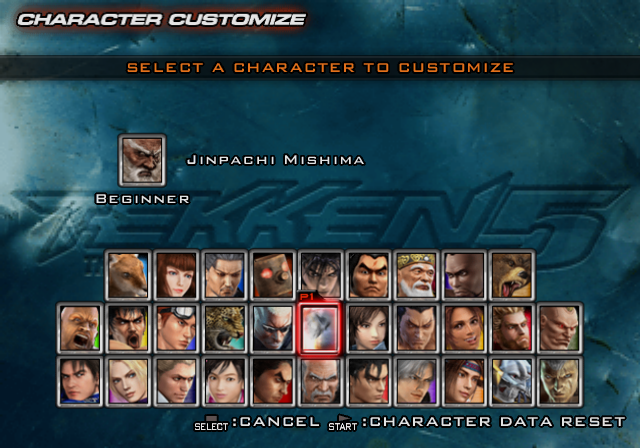 CHARACTER CUSTOMIZE
SELECT A CHARACTER TO CUSTOMIZE
JINPACHI MISHIMA
BEGINNER
TEKKEN 5
P1
SELECT :CANCEL START :CHARACTER DATA RESET